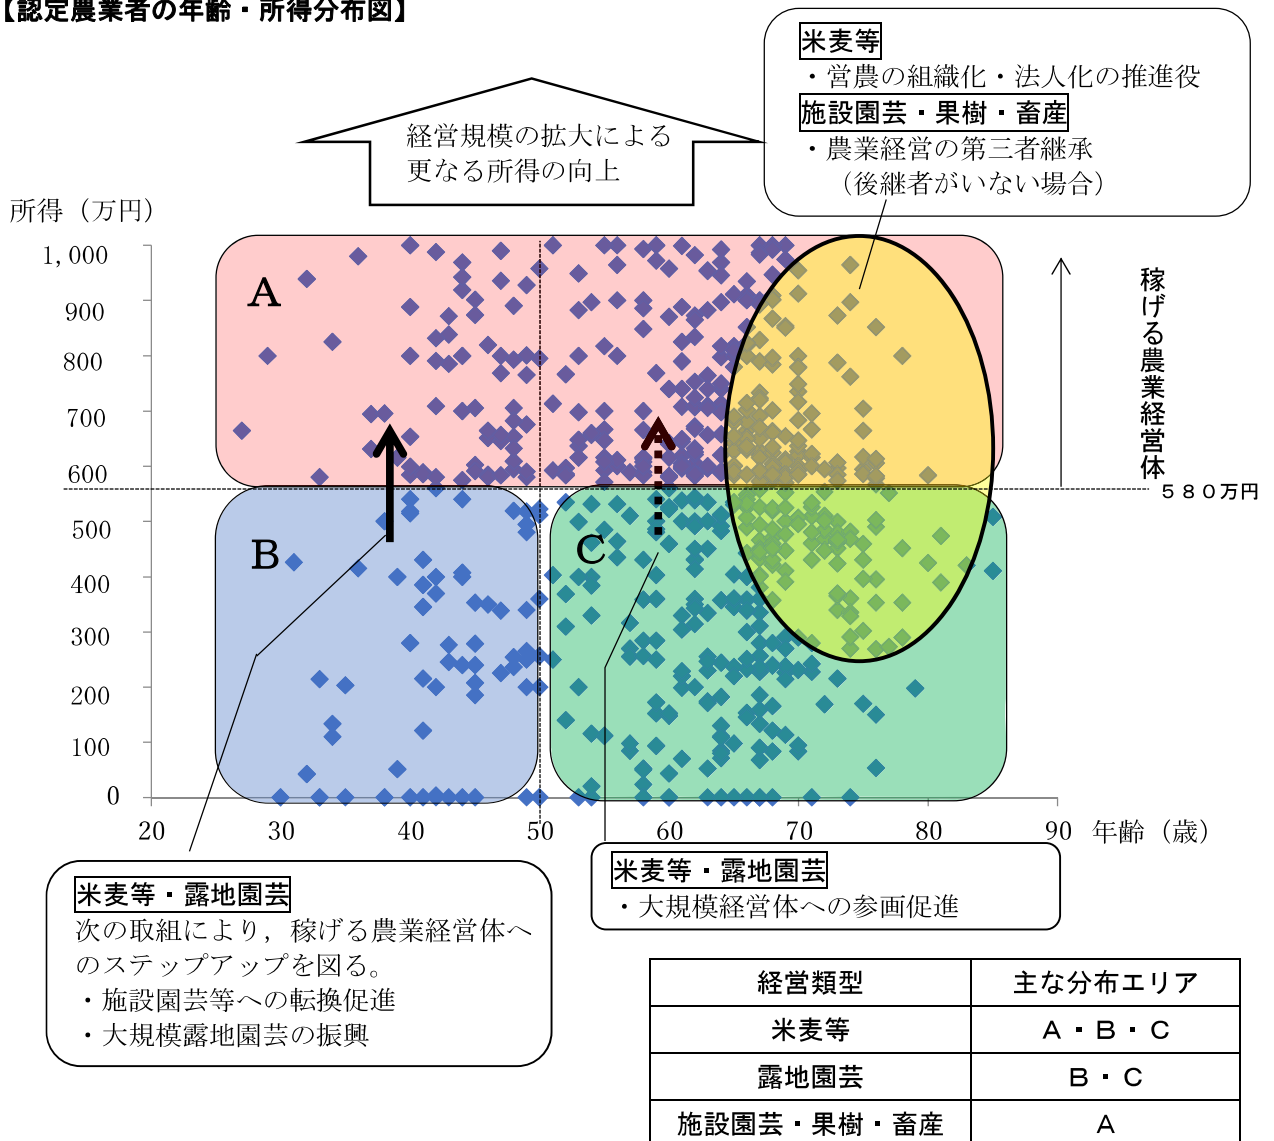 【認定農業者の年齢・所得分布図】
米麦等
・営農の組織化・法人化の推進役
施設園芸・果樹・畜産
・農業経営の第三者継承
（後継者がいない場合）
経営規模の拡大による
更なる所得の向上
所得（万円）
1,000
900
800
700
600
500
400
300
200
100
0
A
B
C
稼げる農業経営体
５８０万円
20 30 40 50 60 70 80 90 年齢（歳）
米麦等・露地園芸
次の取組により，稼げる農業経営体へ
のステップアップを図る。
・施設園芸等への転換促進
・大規模露地園芸の振興
米麦等・露地園芸
・大規模経営体への参画促進
経営類型 主な分布エリア
米麦等 Ａ・Ｂ・Ｃ
露地園芸 Ｂ・Ｃ
施設園芸・果樹・畜産 Ａ